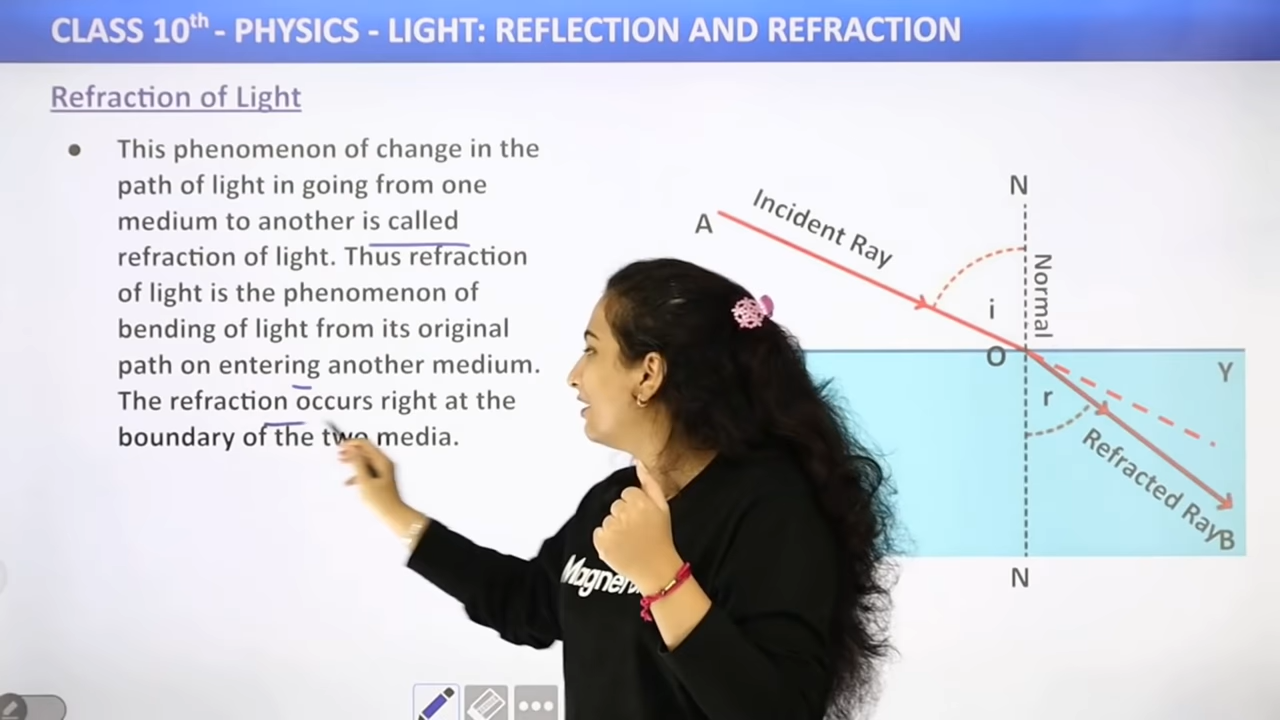 CLASS 10th - PHYSICS - LIGHT: REFLECTION AND REFRACTION
Refraction of Light
• This phenomenon of change in the
path of light in going from one
medium to another is called
refraction of light. Thus refraction
of light is the phenomenon of
bending of light from its original
path on entering another medium.
The refraction occurs right at the
boundary of the two media.
N
A
Incident Ray
Normal
i
O
Y
r
Refracted Ray
B
N